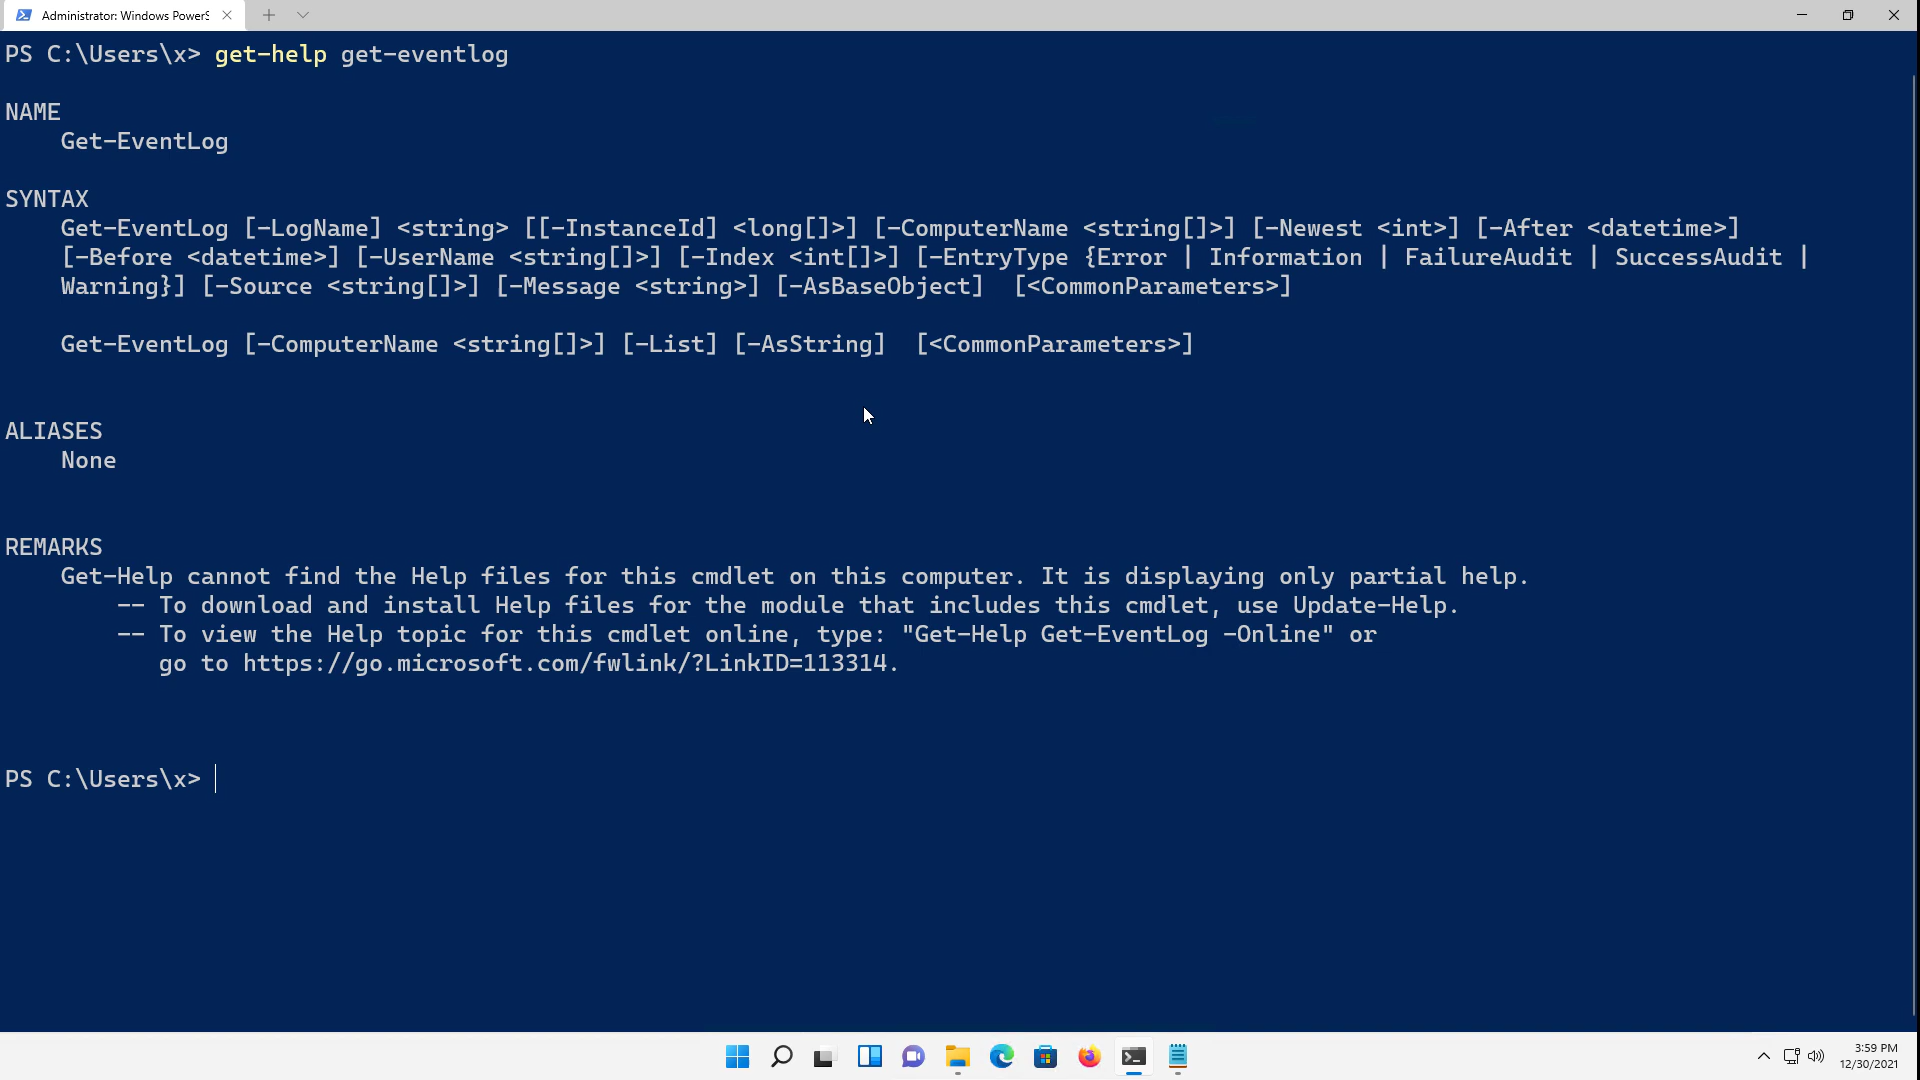 Administrator: Windows PowerS
PS C:\Users\x> get-help get-eventlog
NAME
Get-EventLog
SYNTAX
Get-EventLog [-LogName] <string> [[-InstanceId] <long[]>] [-ComputerName <string[]>] [-Newest <int>] [-After <datetime>]
[-Before <datetime>] [-UserName <string[]>] [-Index <int[]>] [-EntryType {Error | Information | FailureAudit | SuccessAudit |
Warning}] [-Source <string[]>] [-Message <string>] [-AsBaseObject]  [<CommonParameters>]
Get-EventLog [-ComputerName <string[]>] [-List] [-AsString]  [<CommonParameters>]
ALIASES
None
REMARKS
Get-Help cannot find the Help files for this cmdlet on this computer. It is displaying only partial help.
-- To download and install Help files for the module that includes this cmdlet, use Update-Help.
-- To view the Help topic for this cmdlet online, type: "Get-Help Get-EventLog -Online" or
go to https://go.microsoft.com/fwlink/?LinkID=113314.
PS C:\Users\x>
3:59 PM
12/30/2021